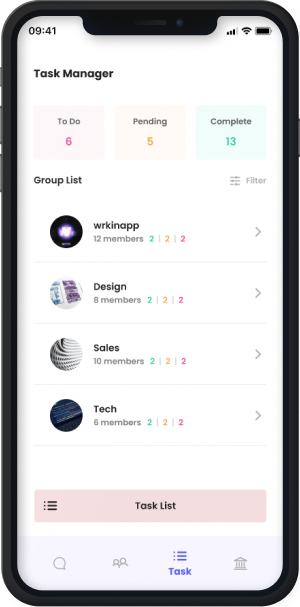 09:41
Task Manager
To Do Pending Complete
6 5 13
Group List Filter
wrkinapp
12 members 2 | 2 | 2
Design
8 members 2 | 2 | 2
Sales
10 members 2 | 2 | 2
Tech
6 members 2 | 2 | 2
Task List
Task